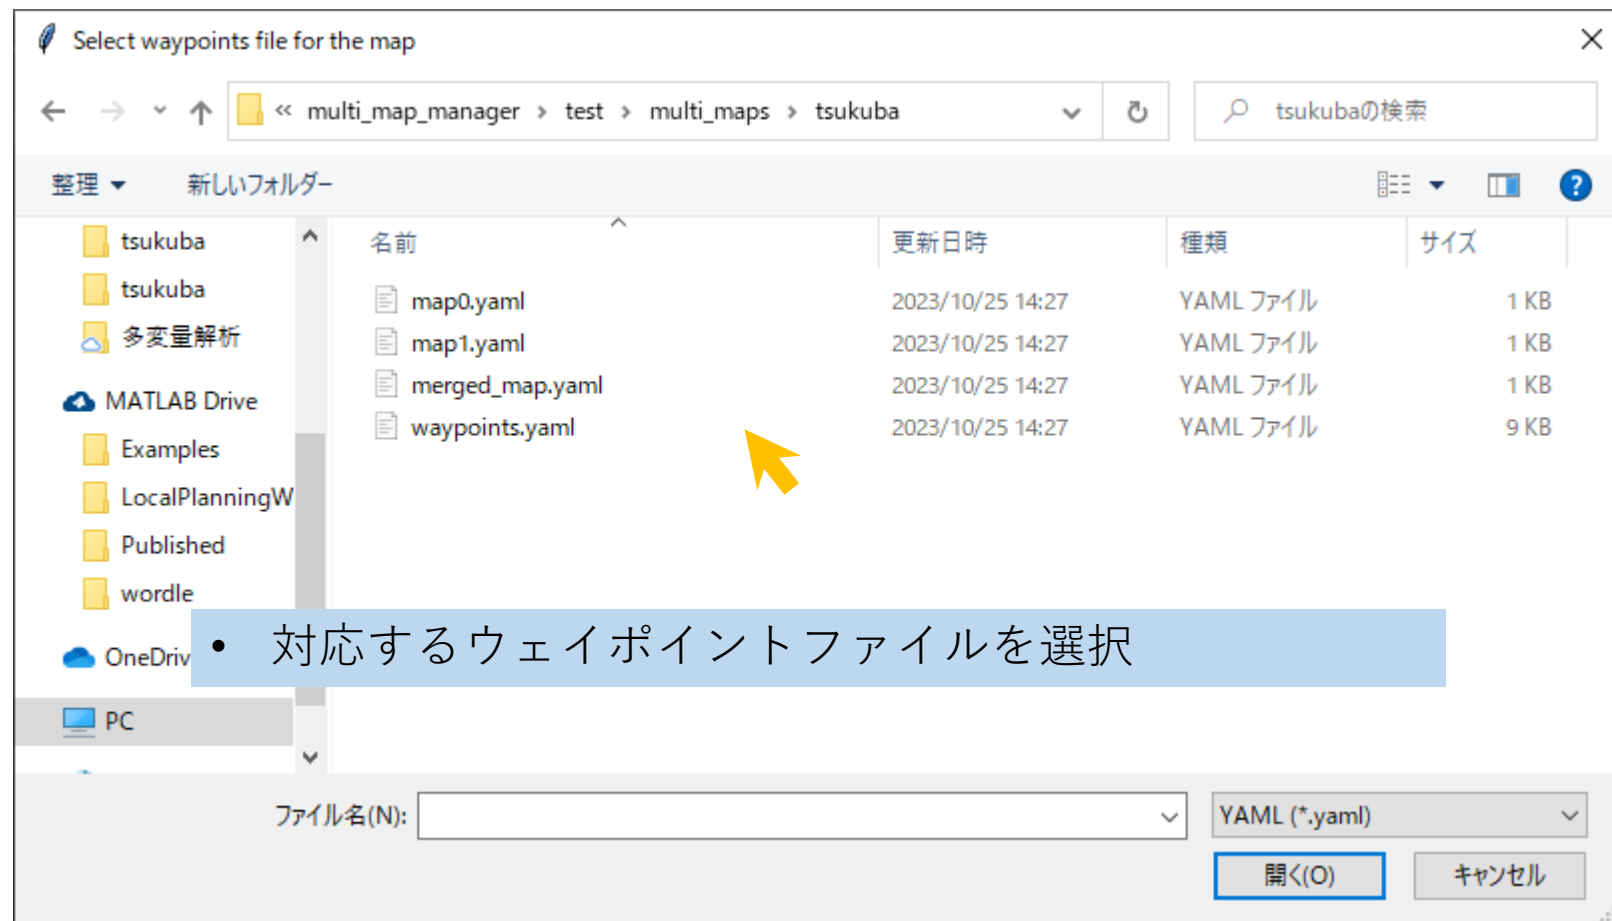 Select waypoints file for the map
« multi_map_manager › test › multi_maps › tsukuba
tsukubaの検索
整理
新しいフォルダー
名前 更新日時 種類 サイズ
tsukuba
tsukuba
多変量解析
MATLAB Drive
Examples
LocalPlanningW
Published
wordle
OneDriv
PC
map0.yaml 2023/10/25 14:27 YAML ファイル 1 KB
map1.yaml 2023/10/25 14:27 YAML ファイル 1 KB
merged_map.yaml 2023/10/25 14:27 YAML ファイル 1 KB
waypoints.yaml 2023/10/25 14:27 YAML ファイル 9 KB
• 対応するウェイポイントファイルを選択
ファイル名(N):
YAML (*.yaml)
開く(O)
キャンセル